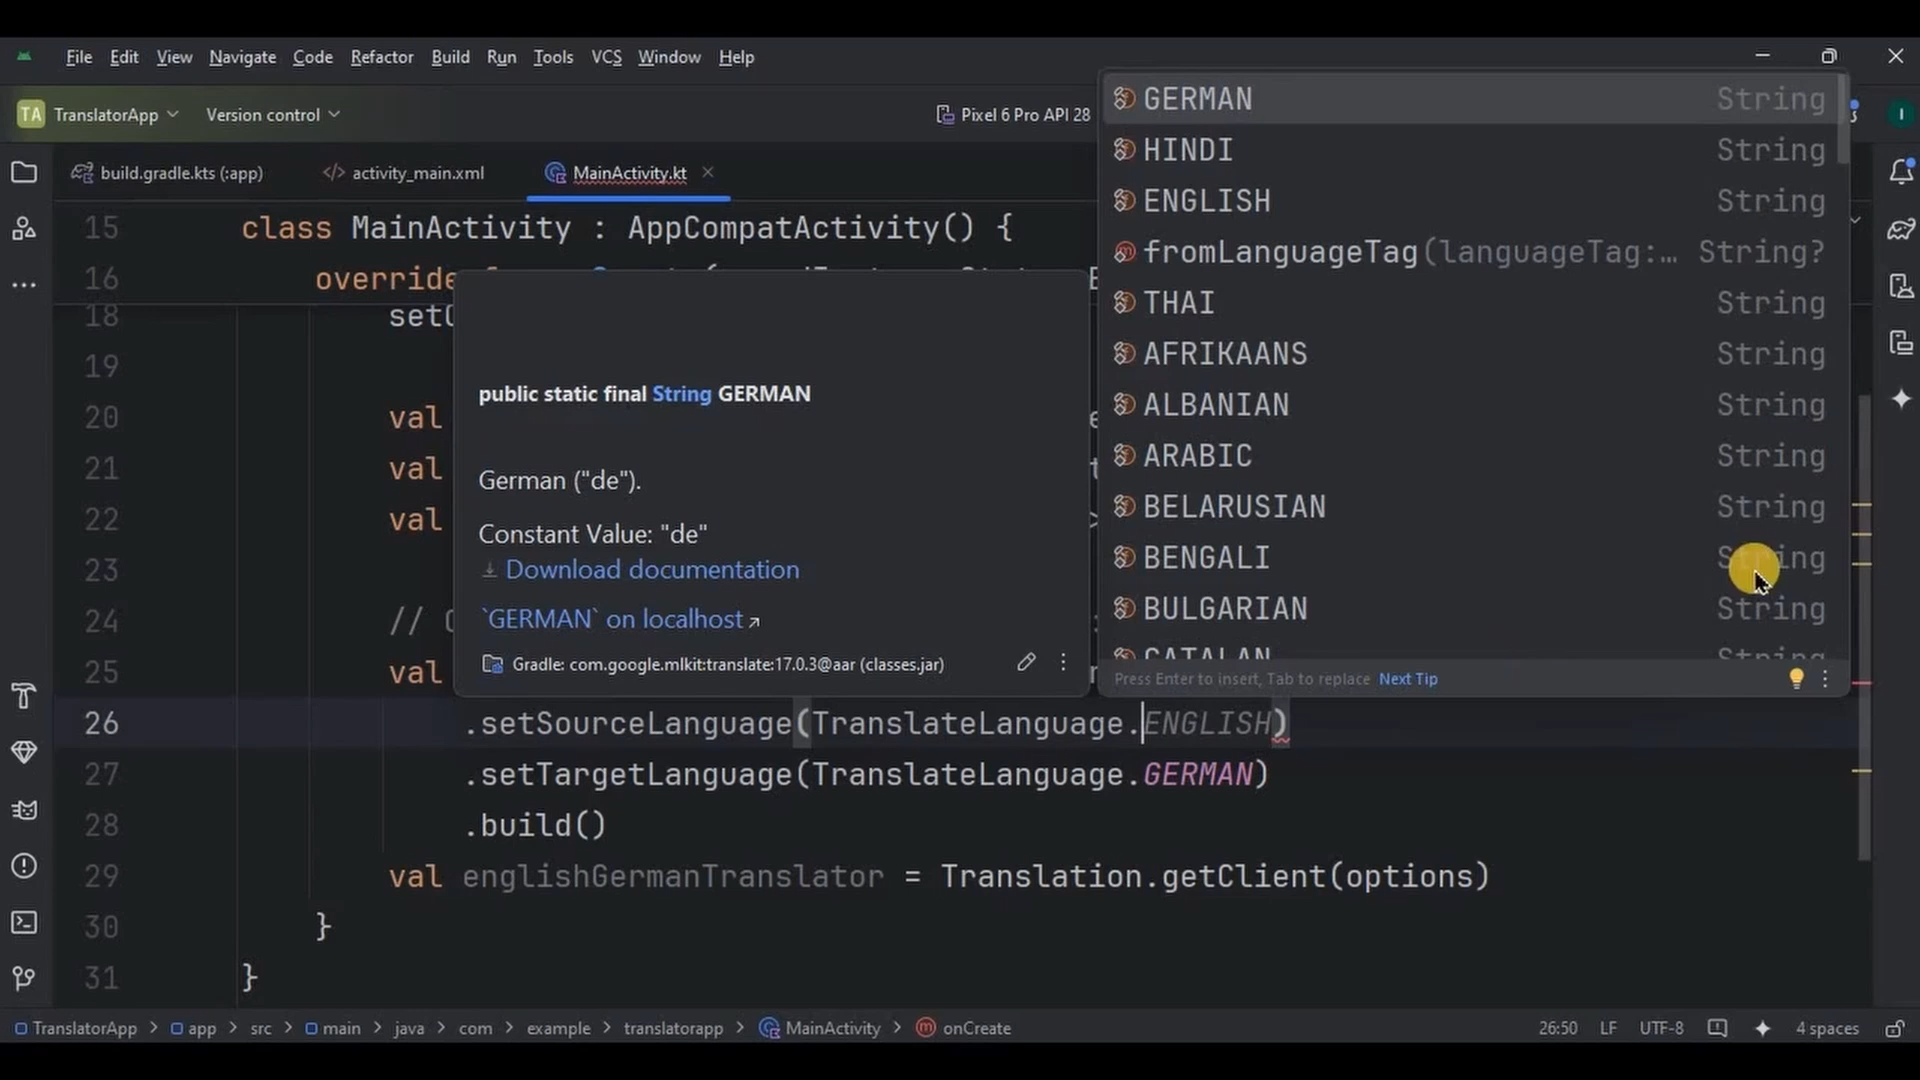 File Edit View Navigate Code Refactor Build Run Tools VCS Window Help
TA TranslatorApp Version control Pixel 6 Pro API 28
I
build.gradle.kts (:app) activity_main.xml MainActivity.kt
15 class MainActivity : AppCompatActivity() {
16 override
18
19
20 val
21 val
22 val
23
24 //
25 val
26 .setSourceLanguage(TranslateLanguage.ENGLISH)
27 .setTargetLanguage(TranslateLanguage.GERMAN)
28 .build()
29 val englishGermanTranslator = Translation.getClient(options)
30 }
31 }
public static final String GERMAN
German ("de").
Constant Value: "de"
Download documentation
`GERMAN` on localhost
Gradle: com.google.mlkit:translate:17.0.3@aar (classes.jar)
GERMAN String
HINDI String
ENGLISH String
fromLanguageTag(languageTag:… String?
THAI String
AFRIKAANS String
ALBANIAN String
ARABIC String
BELARUSIAN String
BENGALI String
BULGARIAN String
CATALAN String
Press Enter to insert, Tab to replace Next Tip
TranslatorApp > app > src > main > java > com > example > translatorapp > MainActivity > onCreate
26:50 LF UTF-8 4 spaces